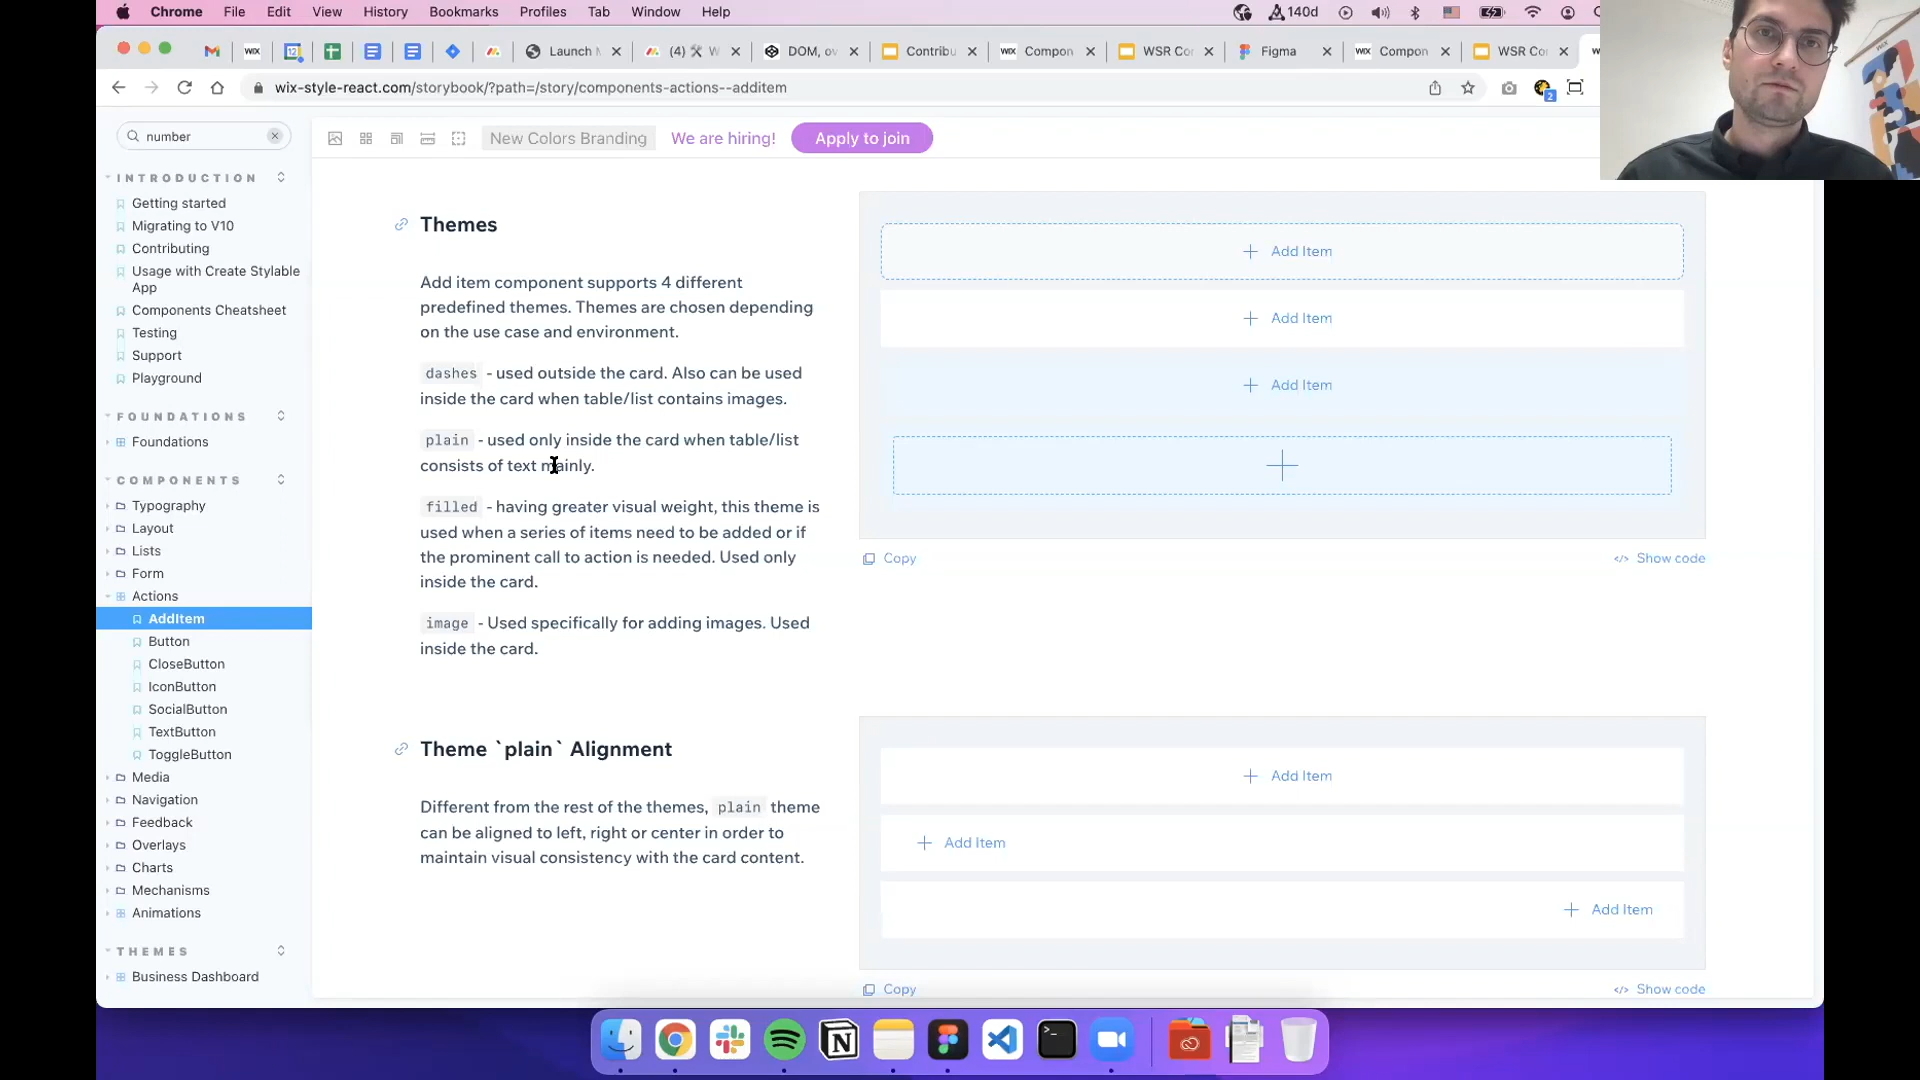 Chrome File Edit View History Bookmarks Profiles Tab Window Help 140d
WIX Launch (4) DOM, ov Contribu WIX Compon WSR Co Figma WIX Compon WSR Co
wix-style-react.com/storybook/?path=/story/components-actions--additem 2
number
New Colors Branding We are hiring! Apply to join
INTRODUCTION
Getting started
Migrating to V10
Contributing
Usage with Create Stylable
App
Components Cheatsheet
Testing
Support
Playground
FOUNDATIONS
Foundations
COMPONENTS
Typography
Layout
Lists
Form
Actions
AddItem
Button
CloseButton
IconButton
SocialButton
TextButton
ToggleButton
Media
Navigation
Feedback
Overlays
Charts
Mechanisms
Animations
THEMES
Business Dashboard
Themes
Add item component supports 4 different
predefined themes. Themes are chosen depending
on the use case and environment.
dashes - used outside the card. Also can be used
inside the card when table/list contains images.
plain - used only inside the card when table/list
consists of text mainly.
filled - having greater visual weight, this theme is
used when a series of items need to be added or if
the prominent call to action is needed. Used only
inside the card.
image - Used specifically for adding images. Used
inside the card.
Add Item
Add Item
Add Item
Copy Show code
Theme `plain` Alignment
Different from the rest of the themes, plain theme
can be aligned to left, right or center in order to
maintain visual consistency with the card content.
Add Item
Add Item
Add Item
Copy Show code